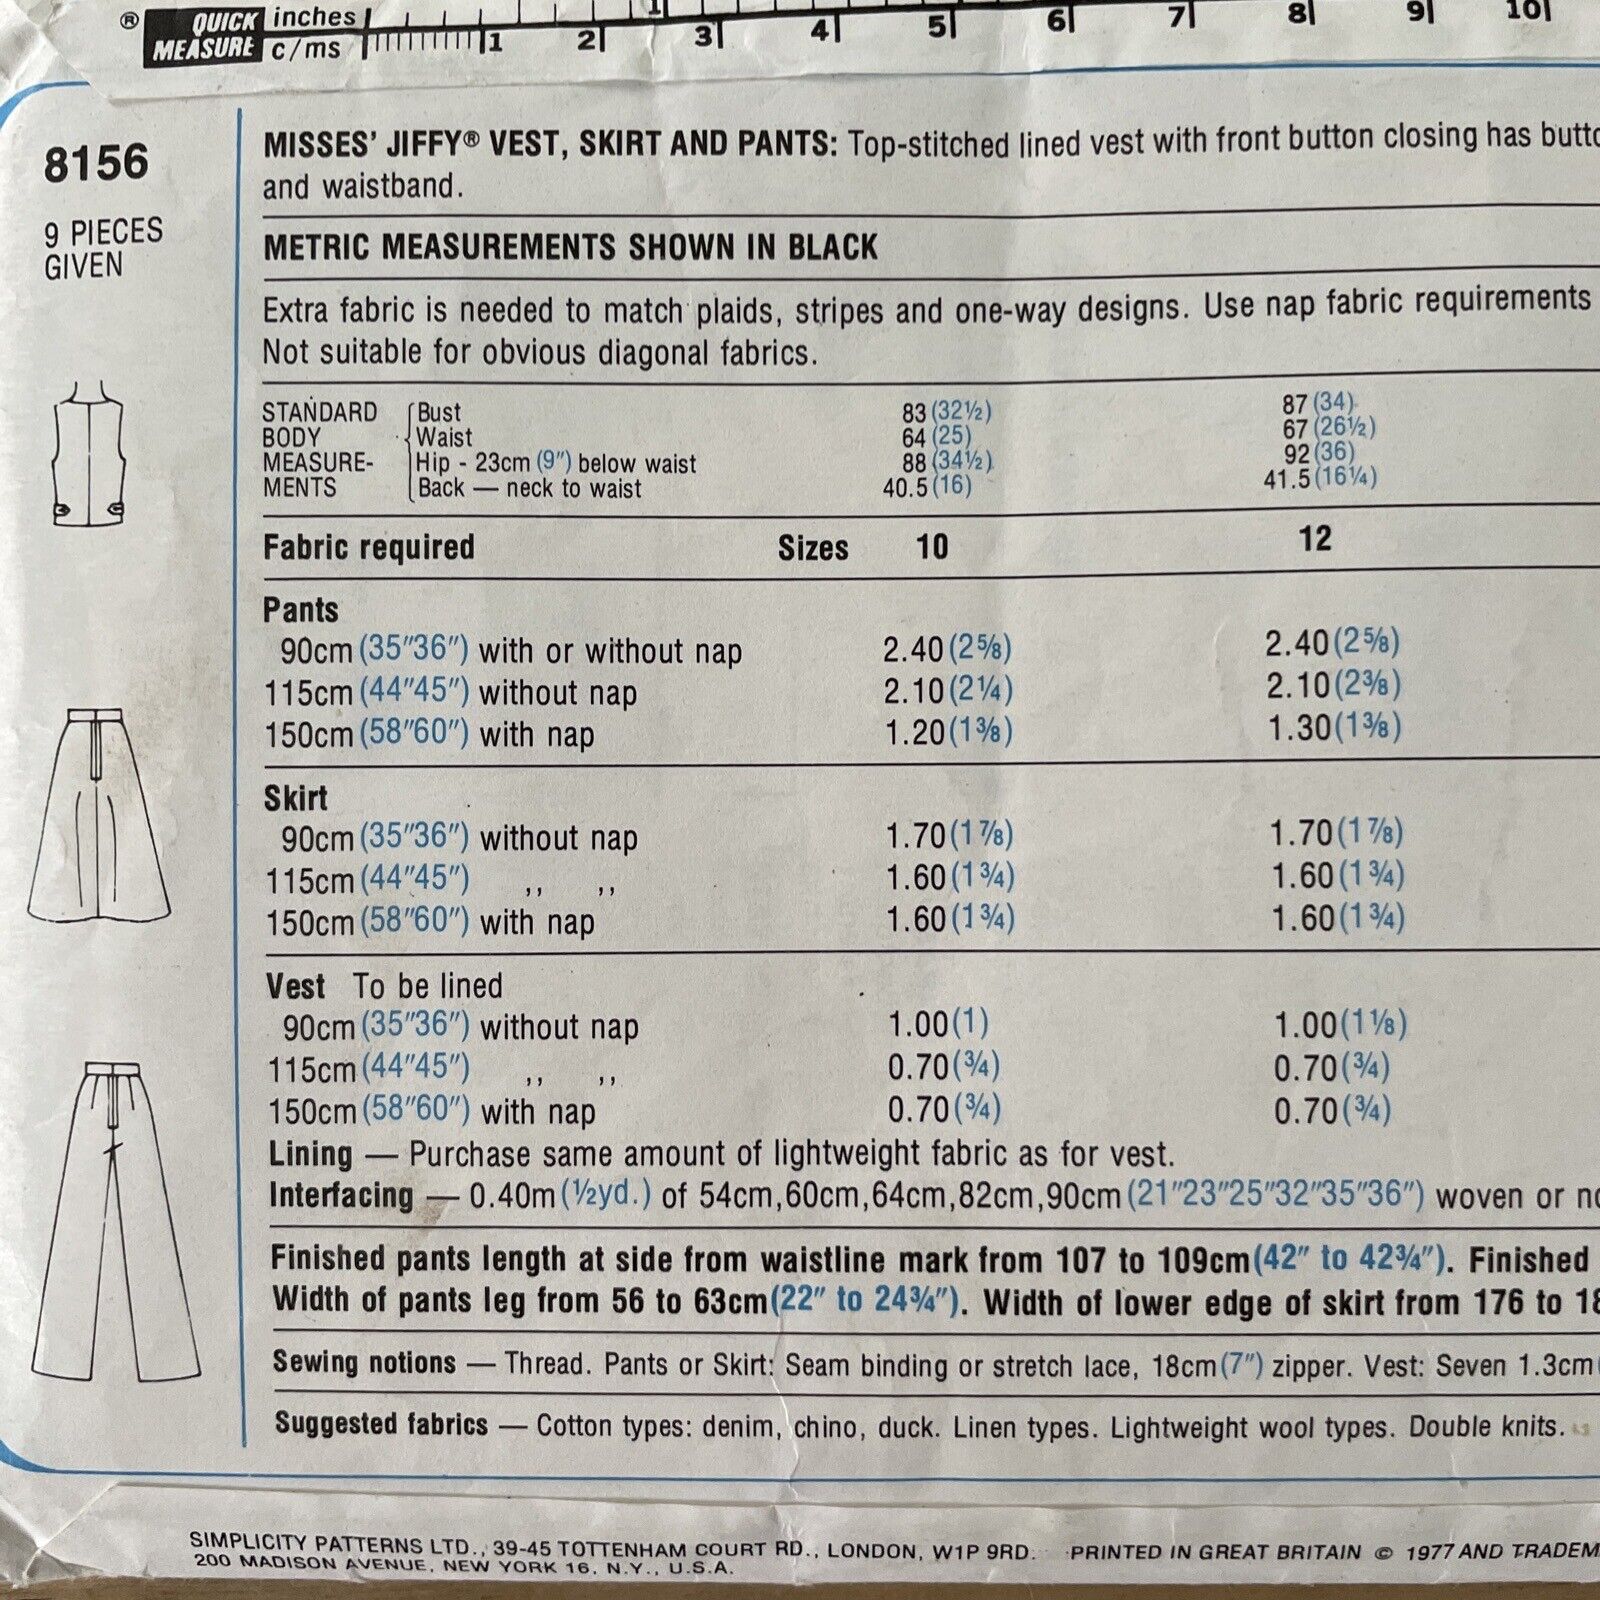 ® QUICK MEASURE inches 1
c/ms 1 2 3 4 5 6 7 8 9 10
8156
9 PIECES
GIVEN
MISSES' JIFFY® VEST, SKIRT AND PANTS: Top-stitched lined vest with front button closing has
and waistband.
METRIC MEASUREMENTS SHOWN IN BLACK
Extra fabric is needed to match plaids, stripes and one-way designs. Use nap fabric requirements
Not suitable for obvious diagonal fabrics.
STANDARD Bust 83 (32½) 87 (34)
BODY Waist 64 (25) 67 (26½)
MEASURE- Hip - 23cm (9") below waist 88 (34½) 92 (36)
MENTS Back — neck to waist 40.5 (16) 41.5 (16¼)
Fabric required Sizes 10 12
Pants
90cm (35"36") with or without nap 2.40 (2⅝) 2.40 (2⅝)
115cm (44"45") without nap 2.10 (2¼) 2.10 (2⅜)
150cm (58"60") with nap 1.20 (1⅜) 1.30 (1⅜)
Skirt
90cm (35"36") without nap 1.70 (1⅞) 1.70 (1⅞)
115cm (44"45") ,, ,, 1.60 (1¾) 1.60 (1¾)
150cm (58"60") with nap 1.60 (1¾) 1.60 (1¾)
Vest To be lined
90cm (35"36") without nap 1.00 (1) 1.00 (1⅛)
115cm (44"45") ,, ,, 0.70 (¾) 0.70 (¾)
150cm (58"60") with nap 0.70 (¾) 0.70 (¾)
Lining — Purchase same amount of lightweight fabric as for vest.
Interfacing — 0.40m (½yd.) of 54cm,60cm,64cm,82cm,90cm (21"23"25"32"35"36") woven or
Finished pants length at side from waistline mark from 107 to 109cm (42" to 42¾"). Finished
Width of pants leg from 56 to 63cm (22" to 24¾"). Width of lower edge of skirt from 176 to
Sewing notions — Thread. Pants or Skirt: Seam binding or stretch lace, 18cm (7") zipper. Vest: Seven 1.3cm
Suggested fabrics — Cotton types: denim, chino, duck. Linen types. Lightweight wool types. Double knits.
SIMPLICITY PATTERNS LTD., 39-45 TOTTENHAM COURT RD., LONDON, W1P 9RD. PRINTED IN GREAT BRITAIN © 1977 AND
200 MADISON AVENUE, NEW YORK 16, N.Y., U.S.A.